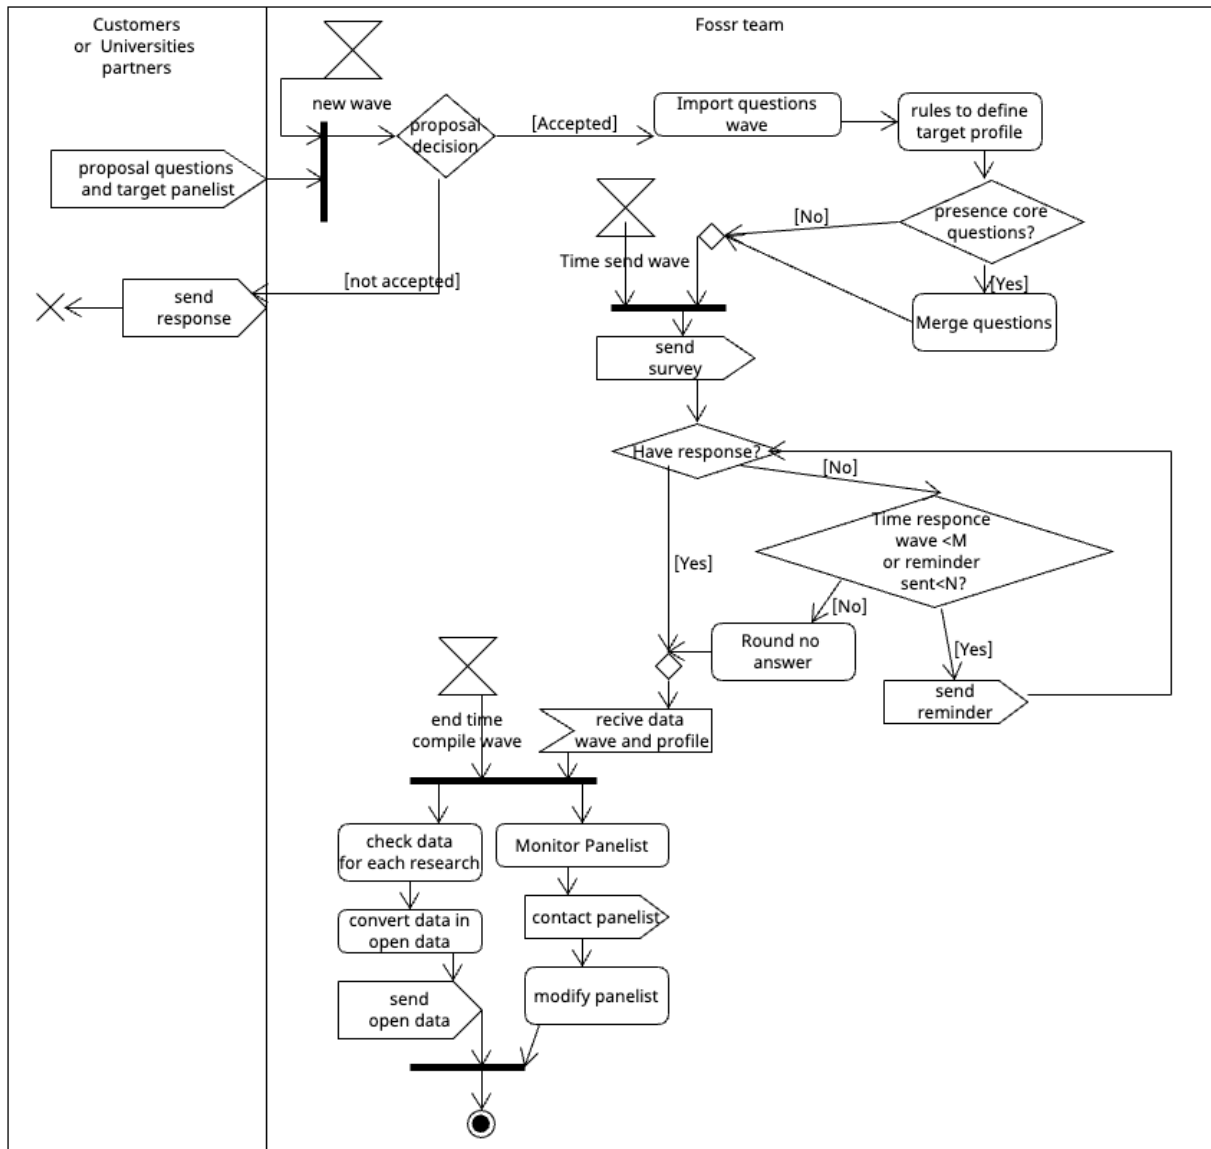 Customers
or  Universities
partners
Fossr team
new wave
proposal
decision
[Accepted]
Import questions
wave
rules to define
target profile
proposal questions
and target panelist
[No]
presence core
questions?
Time send wave
[not accepted]
[Yes]
send
response
Merge questions
send
survey
Have response?
[No]
Time responce
wave <M
or reminder
sent<N?
[Yes]
[No]
Round no
answer
[Yes]
send
reminder
end time
compile wave
recive data
wave and profile
check data
for each research
Monitor Panelist
convert data in
open data
contact panelist
send
open data
modify panelist